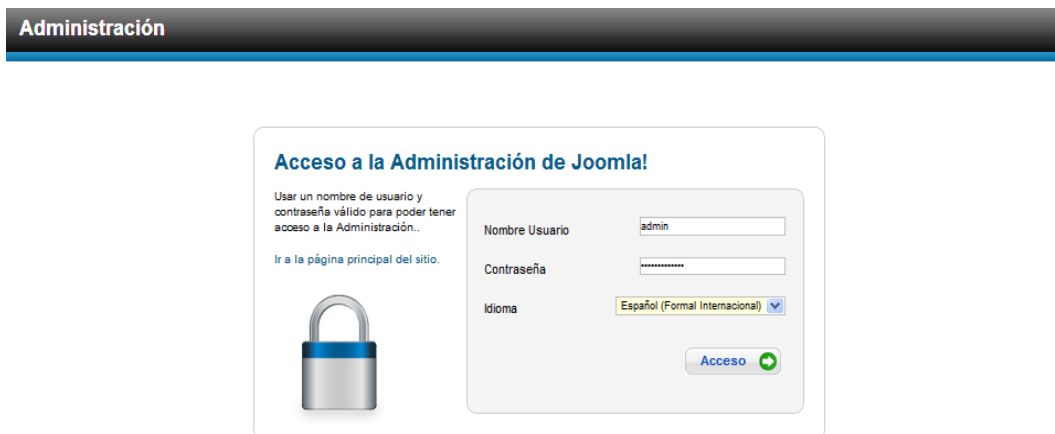 Administración
Acceso a la Administración de Joomla!
Usar un nombre de usuario y
contraseña válido para poder tener
acceso a la Administración..
Ir a la página principal del sitio.
Nombre Usuario
admin
Contraseña
Idioma
Español (Formal Internacional)
Acceso